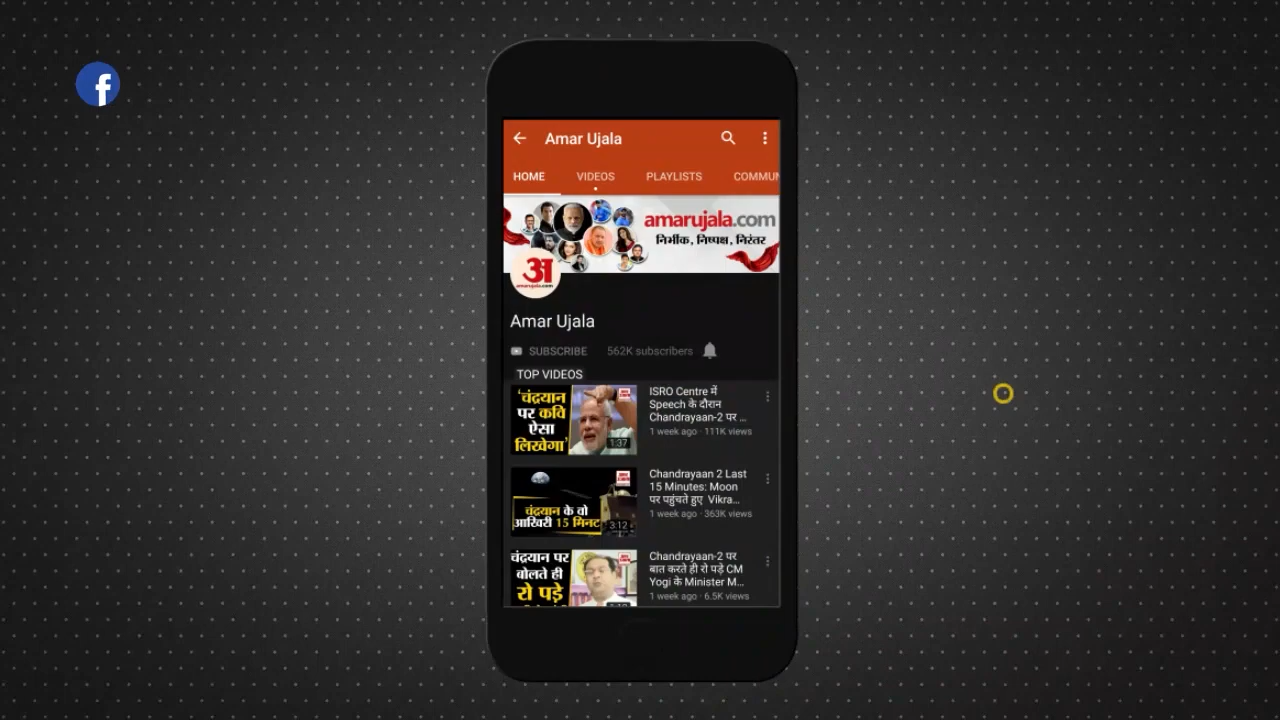 f
Amar Ujala
HOME VIDEOS PLAYLISTS COMMUN
amarujala.com
निर्भीक, निष्पक्ष, निरंतर
अ
amarujala.com
Amar Ujala
SUBSCRIBE 562K subscribers
TOP VIDEOS
'चंद्रयान
पर कवि
ऐसा
लिखेगा'
1:37
ISRO Centre में
Speech के दौरान
Chandrayaan-2 पर ...
1 week ago · 111K views
चंद्रयान के वो
आखिरी 15 मिनट
3:12
Chandrayaan 2 Last
15 Minutes: Moon
पर पहुंचते हुए Vikra...
1 week ago · 363K views
चंद्रयान पर
बोलते ही
रो पड़े
Chandrayaan-2 पर
बात करते ही रो पड़े CM
Yogi के Minister M...
1 week ago · 6.5K views